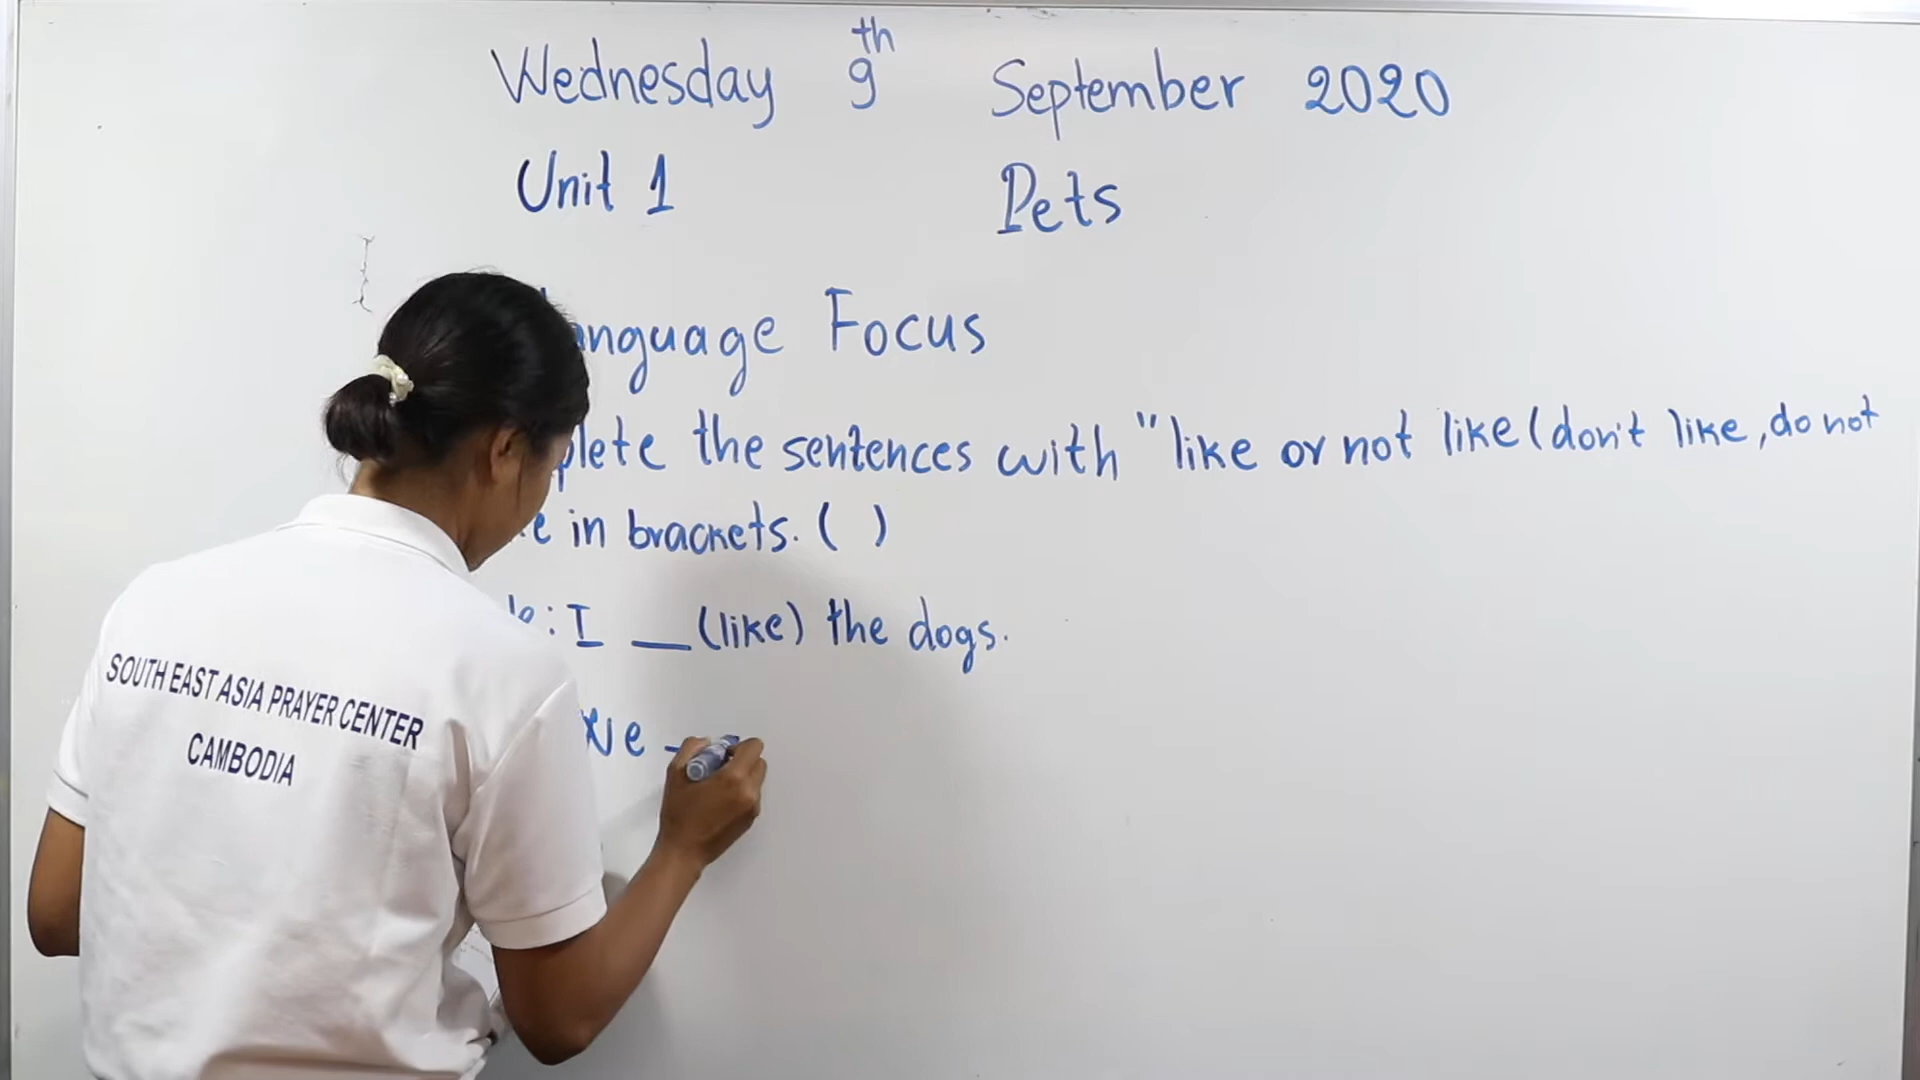 Wednesday 9th September 2020
Unit 1 Pets
anguage Focus
plete the sentences with "like or not like (don't like, do not
e in brackets. ( )
le: I __ (like) the dogs.
We
SOUTH EAST ASIA PRAYER CENTER
CAMBODIA